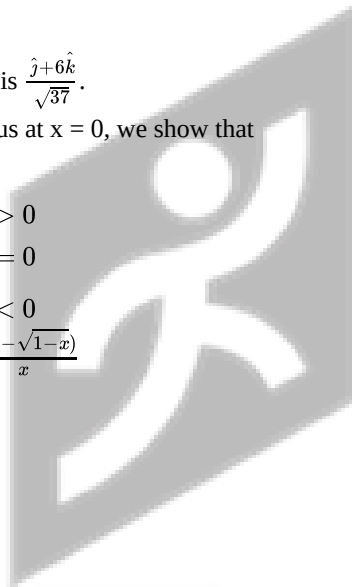 is \frac{\hat{\jmath}+6\hat{k}}{\sqrt{37}}.
us at x = 0, we show that
> 0
= 0
< 0
\frac{-\sqrt{1-x})}{x}